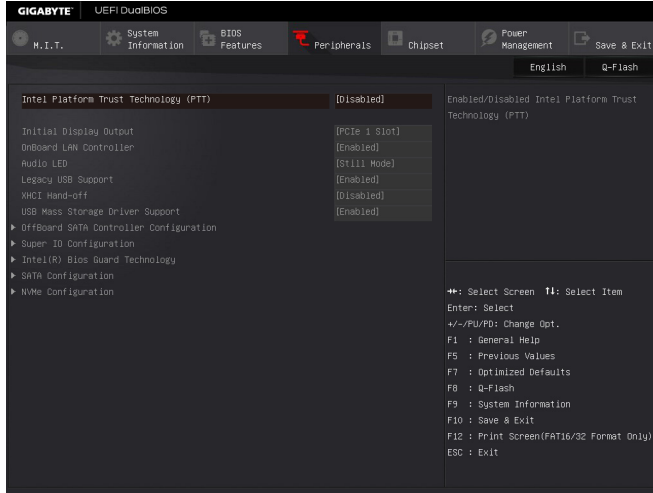 GIGABYTE™ UEFI DualBIOS
M.I.T.
System Information
BIOS Features
Peripherals
Chipset
Power Management
Save & Exit
English Q-Flash
Intel Platform Trust Technology (PTT) [Disabled]
Initial Display Output [PCIe 1 Slot]
OnBoard LAN Controller [Enabled]
Audio LED [Still Mode]
Legacy USB Support [Enabled]
XHCI Hand-off [Disabled]
USB Mass Storage Driver Support [Enabled]
OffBoard SATA Controller Configuration
Super IO Configuration
Intel(R) Bios Guard Technology
SATA Configuration
NVMe Configuration
Enabled/Disabled Intel Platform Trust
Technology (PTT)
→←: Select Screen ↑↓: Select Item
Enter: Select
+/-/PU/PD: Change Opt.
F1 : General Help
F5 : Previous Values
F7 : Optimized Defaults
F8 : Q-Flash
F9 : System Information
F10 : Save & Exit
F12 : Print Screen(FAT16/32 Format Only)
ESC : Exit